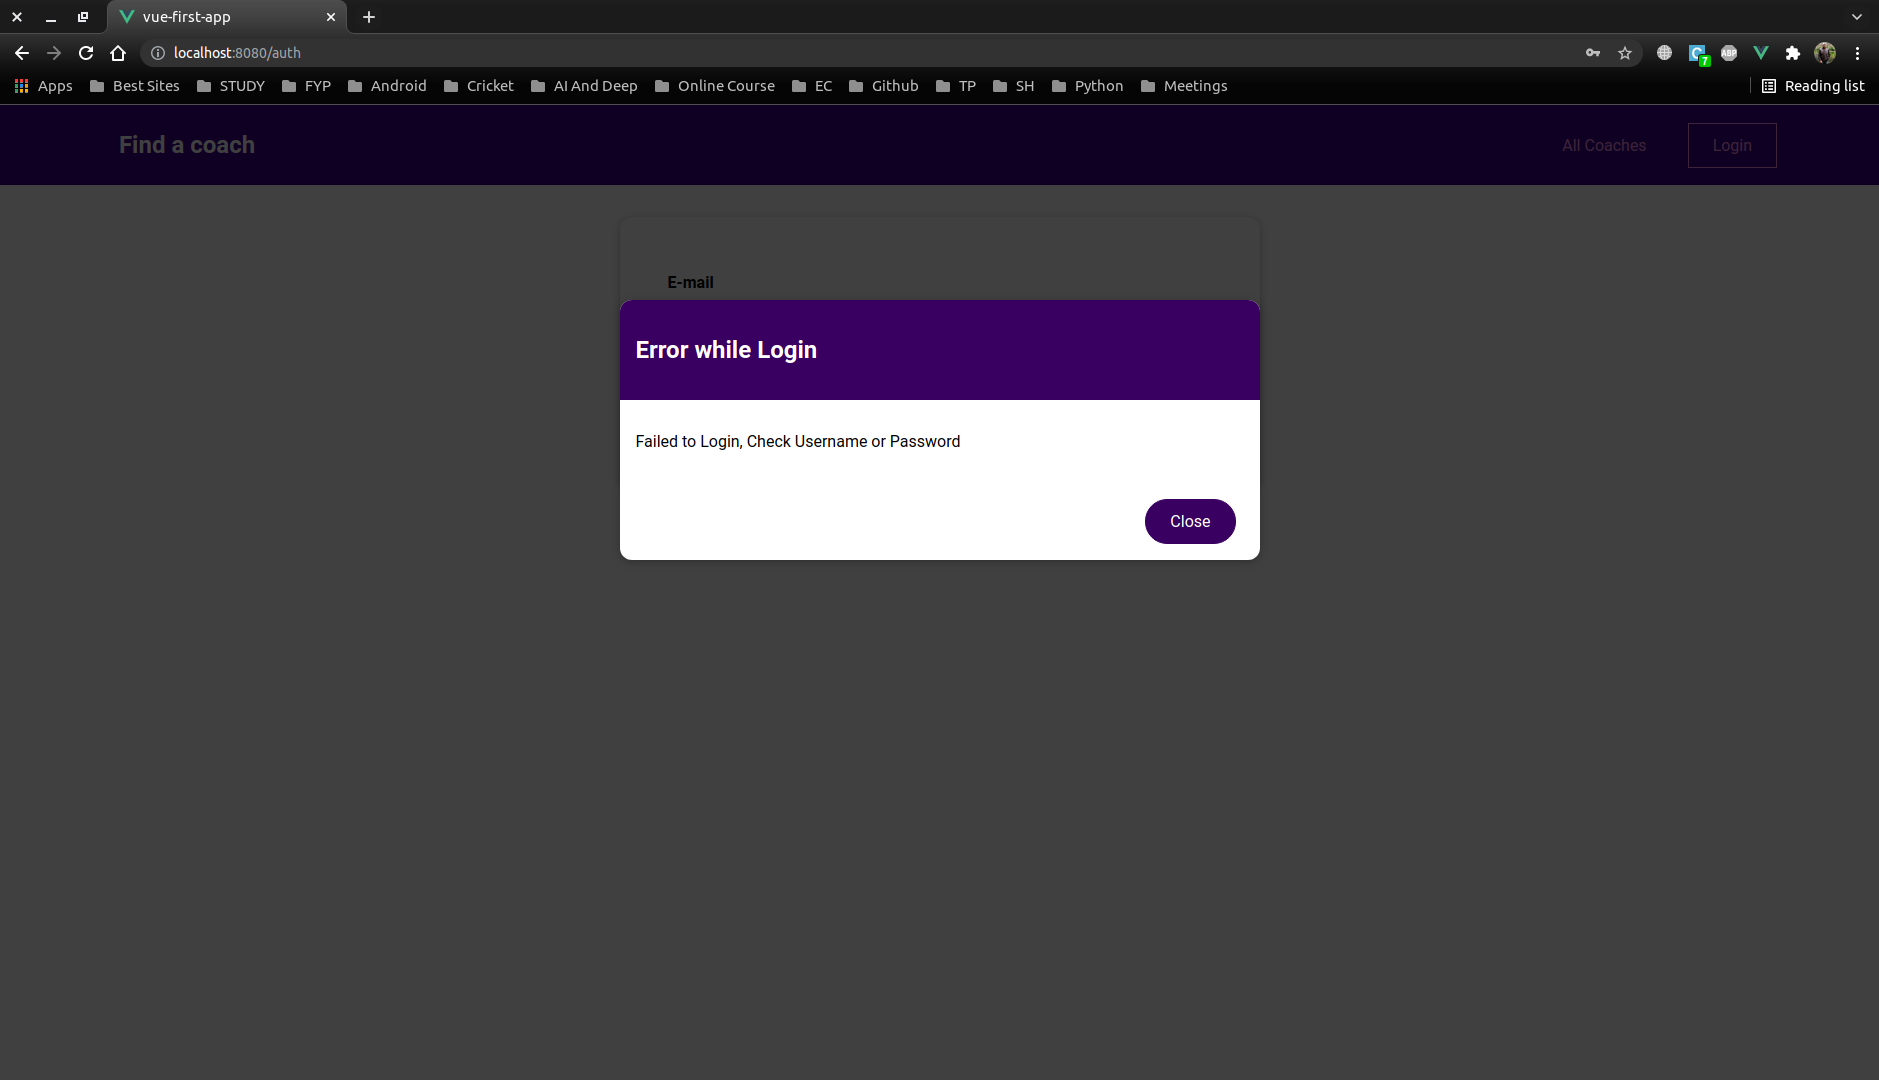 vue-first-app
localhost:8080/auth
7
ABP
Apps Best Sites STUDY FYP Android Cricket AI And Deep Online Course EC Github TP SH Python Meetings Reading list
Find a coach All Coaches Login
E-mail
Error while Login
Failed to Login, Check Username or Password
Close